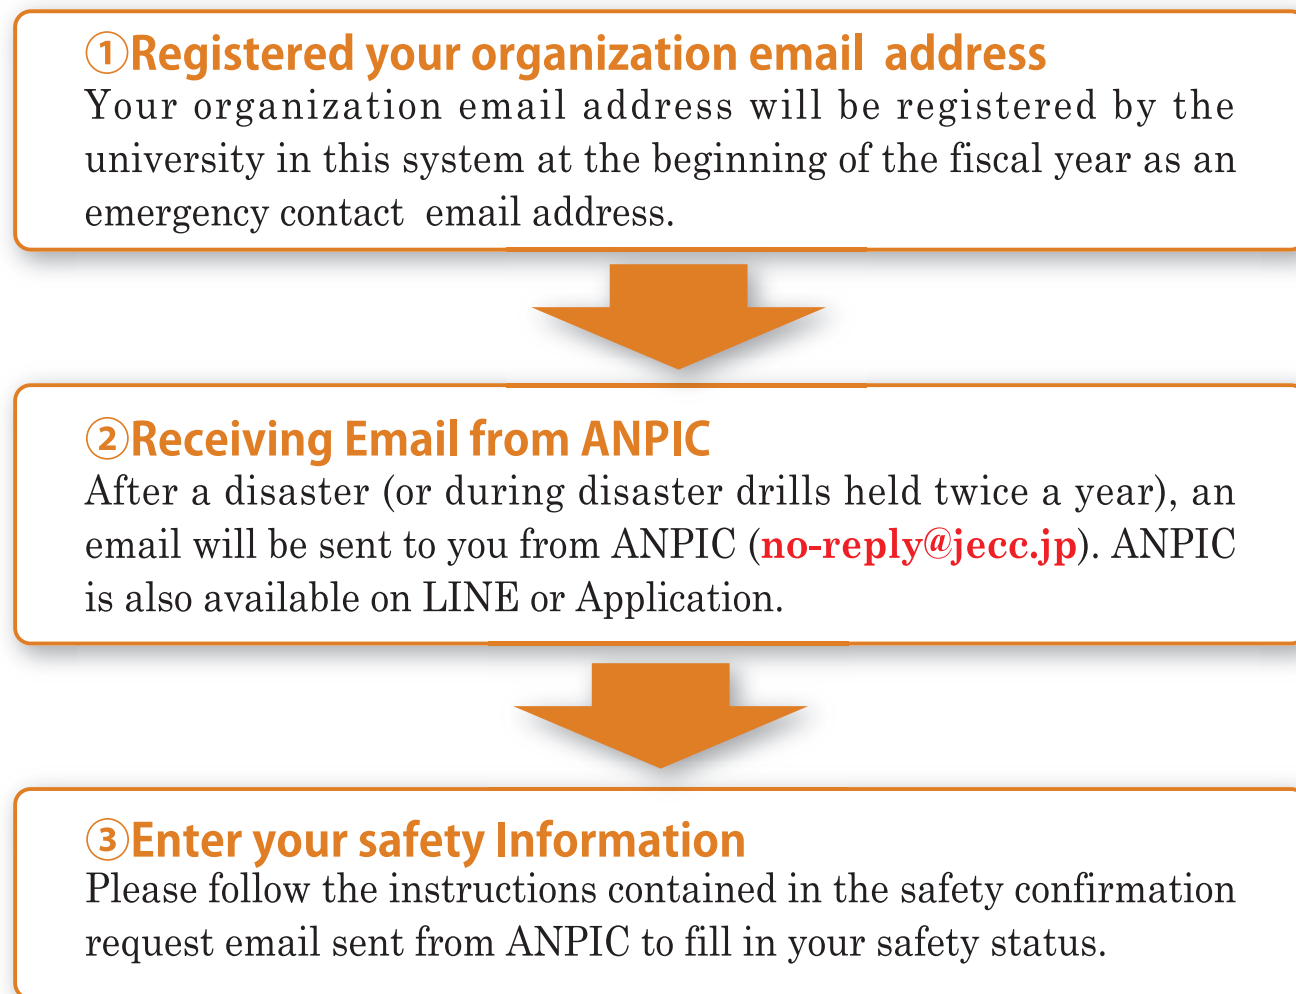 ①Registered your organization email address
Your organization email address will be registered by the
university in this system at the beginning of the fiscal year as an
emergency contact email address.
②Receiving Email from ANPIC
After a disaster (or during disaster drills held twice a year), an
email will be sent to you from ANPIC (no-reply@jecc.jp). ANPIC
is also available on LINE or Application.
③Enter your safety Information
Please follow the instructions contained in the safety confirmation
request email sent from ANPIC to fill in your safety status.